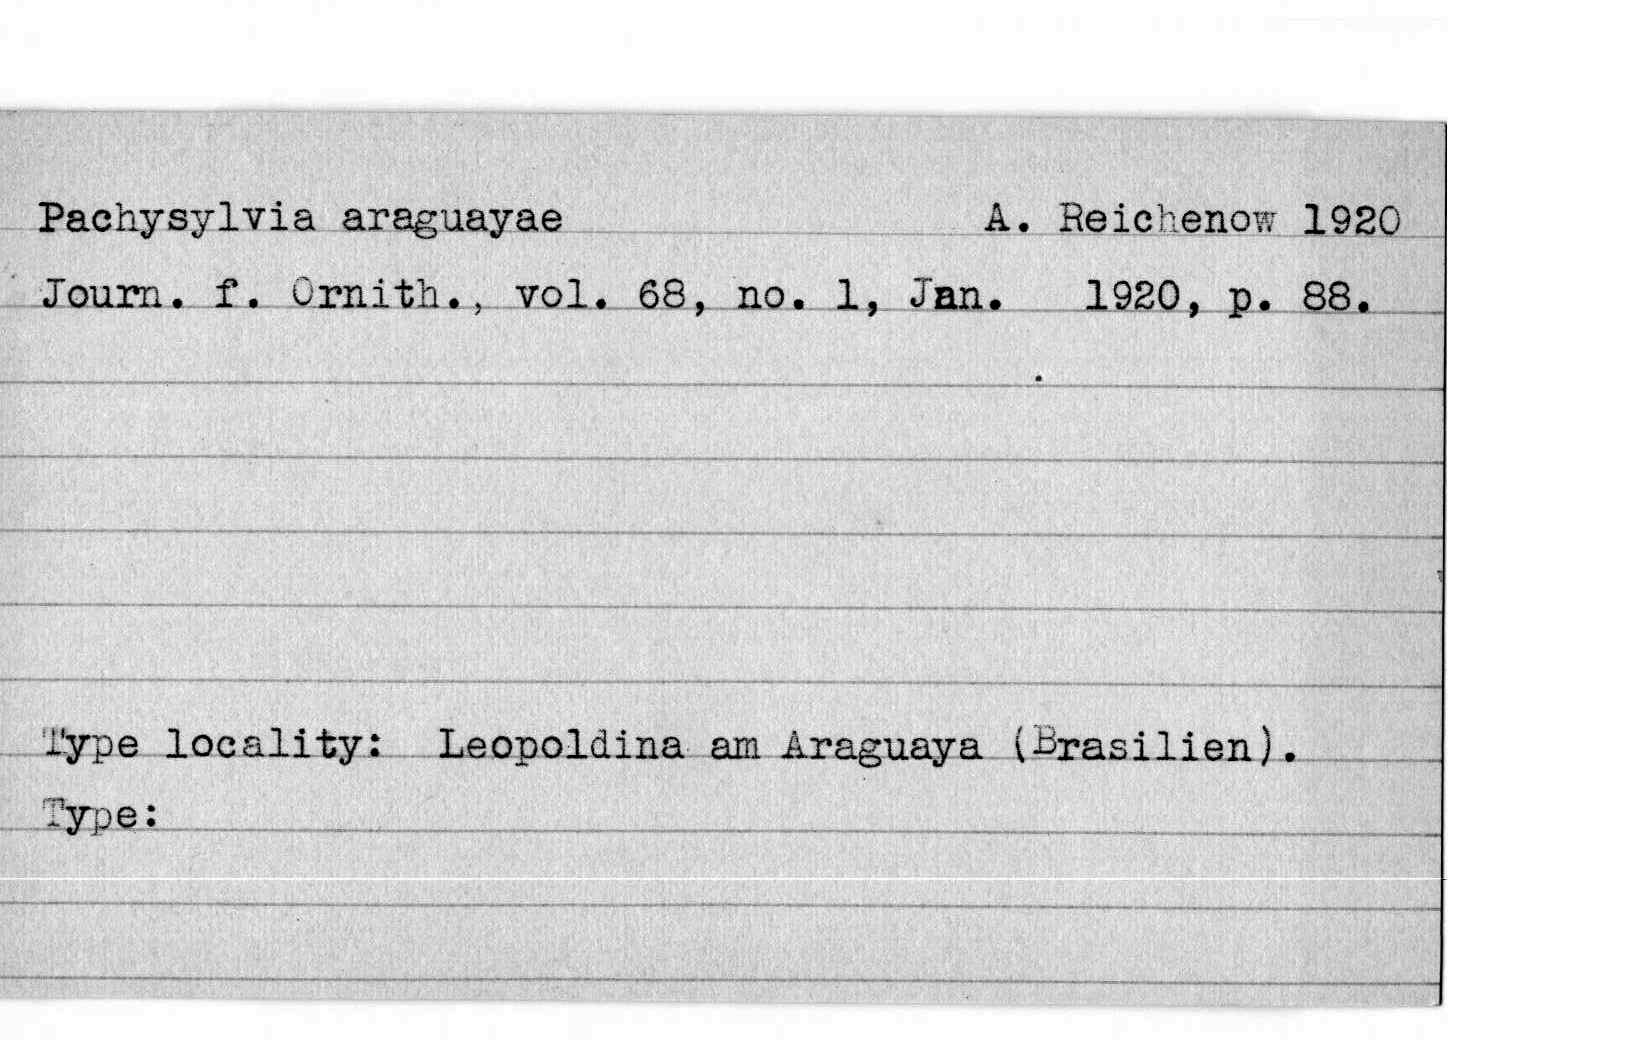 Pachysylvia araguayae A. Reichenow 1920
Journ. f. Ornith., vol. 68, no. 1, Jan. 1920, p. 88.
Type locality: Leopoldina am Araguaya (Brasilien).
Type: